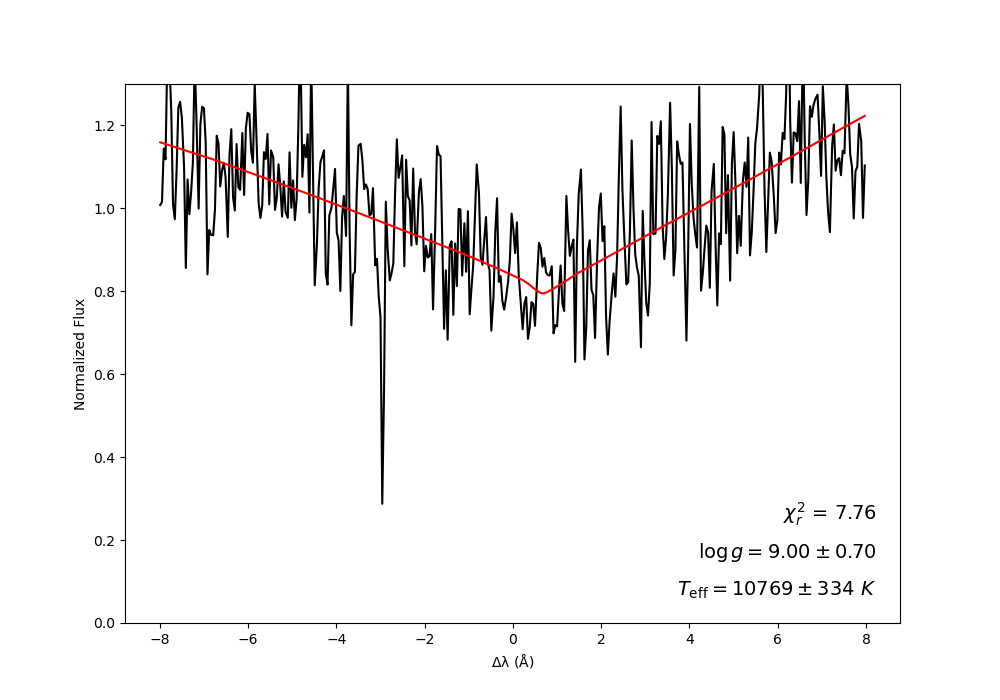 1.2
1.0
0.8
0.6
0.4
0.2
0.0
Normalized Flux
χ²ᵣ = 7.76
log g = 9.00 ± 0.70
T_eff = 10769 ± 334 K
−8 −6 −4 −2 0 2 4 6 8
Δλ (Å)